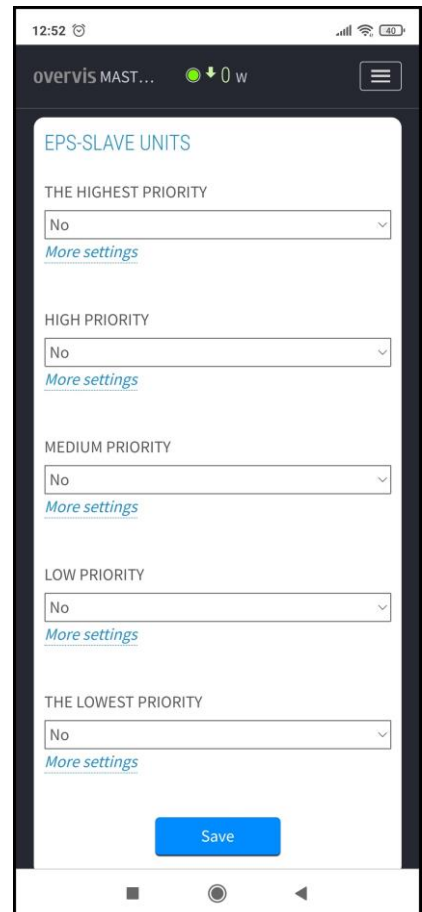 12:52
40
overvis MAST... 0 W
EPS-SLAVE UNITS
THE HIGHEST PRIORITY
No
More settings
HIGH PRIORITY
No
More settings
MEDIUM PRIORITY
No
More settings
LOW PRIORITY
No
More settings
THE LOWEST PRIORITY
No
More settings
Save